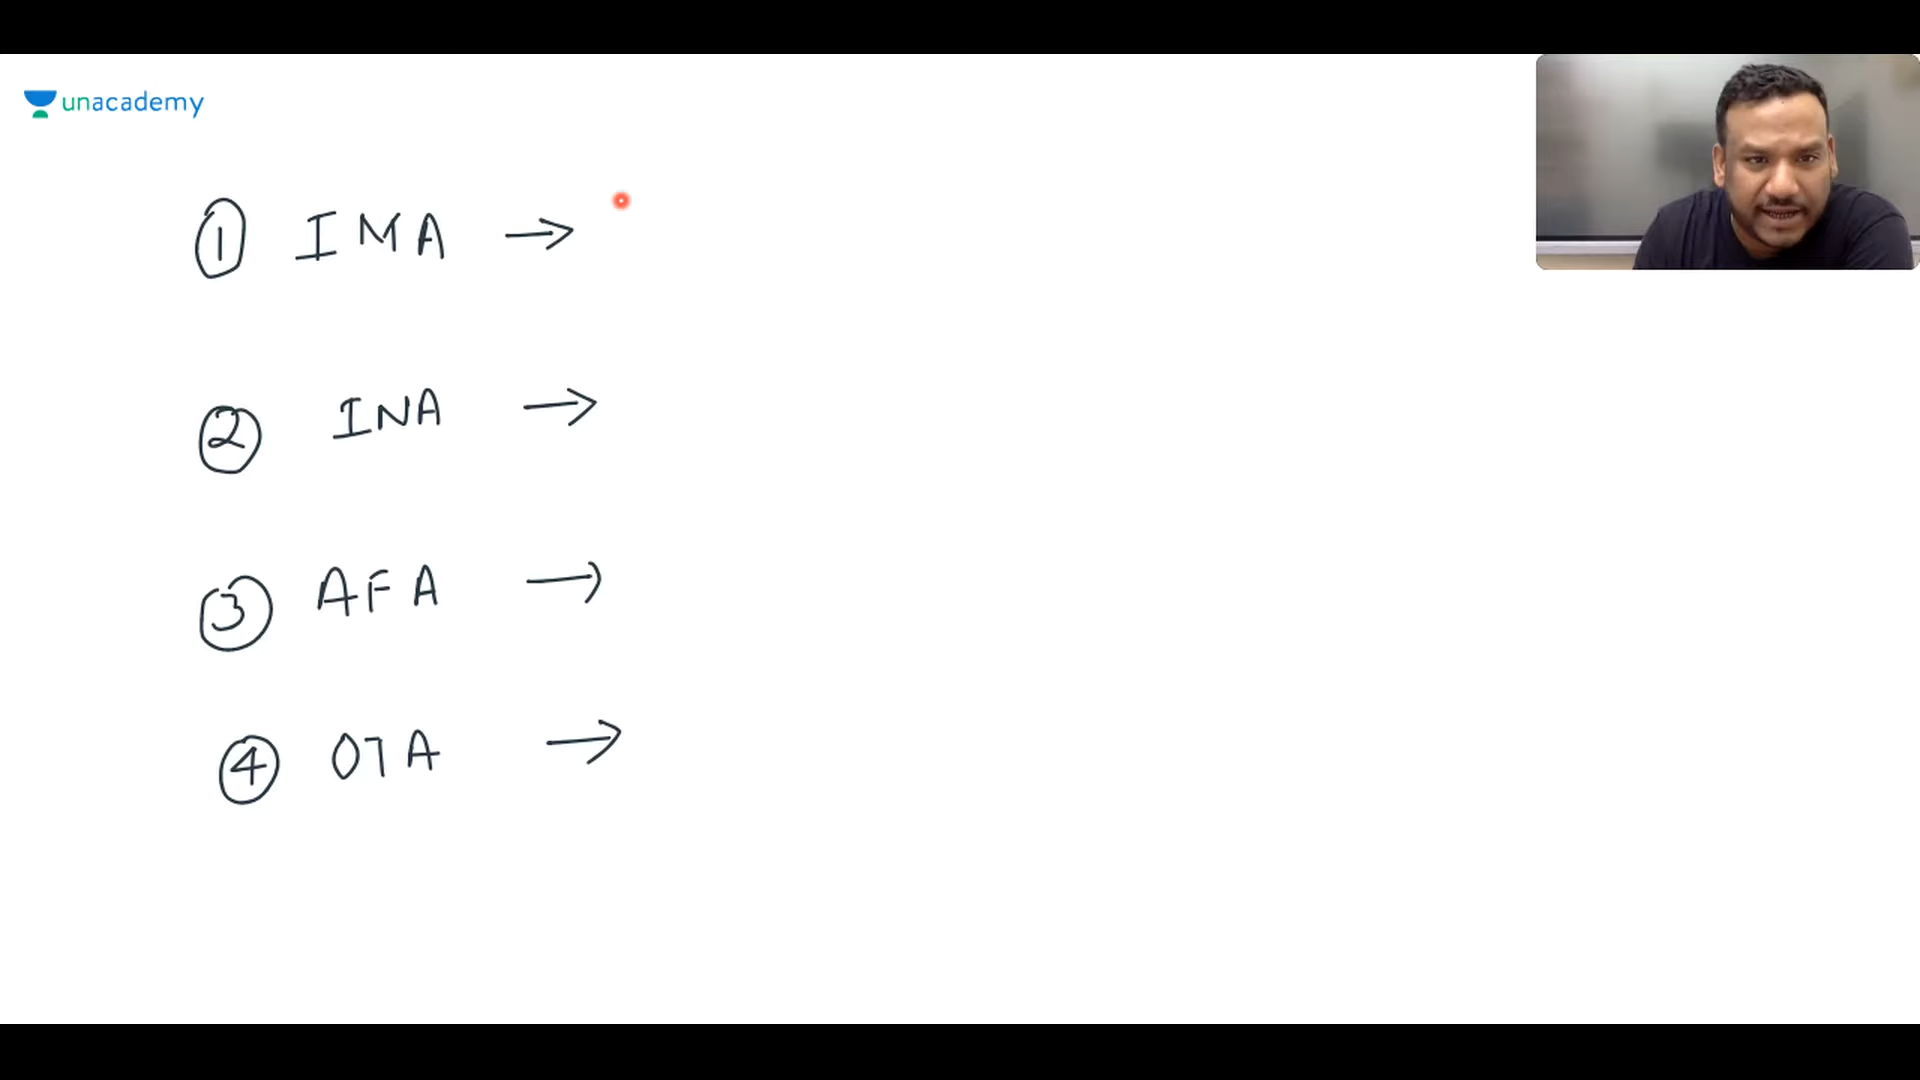 unacademy
① IMA →
② INA →
③ AFA →
④ OTA →